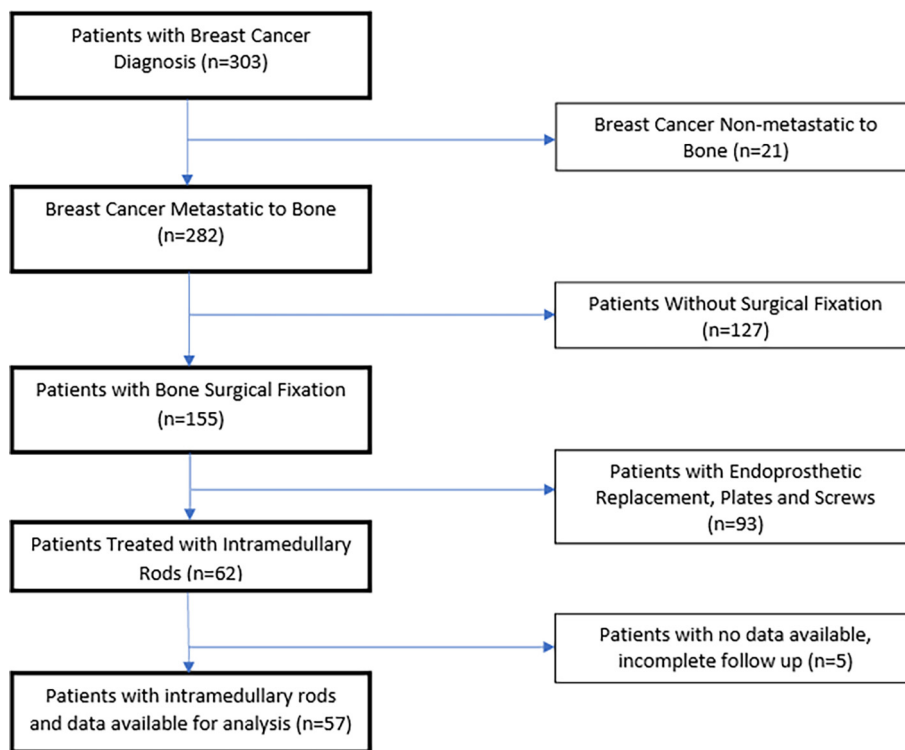 Patients with Breast Cancer
Diagnosis (n=303)
Breast Cancer Non-metastatic to
Bone (n=21)
Breast Cancer Metastatic to Bone
(n=282)
Patients Without Surgical Fixation
(n=127)
Patients with Bone Surgical Fixation
(n=155)
Patients with Endoprosthetic
Replacement, Plates and Screws
(n=93)
Patients Treated with Intramedullary
Rods (n=62)
Patients with no data available,
incomplete follow up (n=5)
Patients with intramedullary rods
and data available for analysis (n=57)